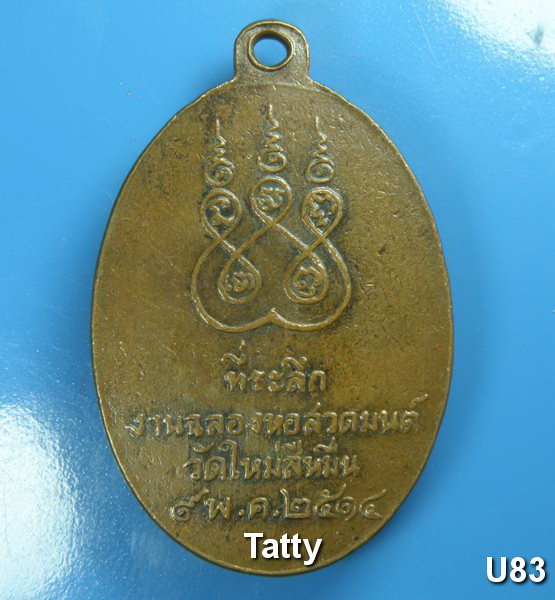 ที่ระลึก
งานฉลองหอสวดมนต์
วัดใหม่สี่หมื่น
๙ พ.ค.๒๕๑๔
Tatty
U83